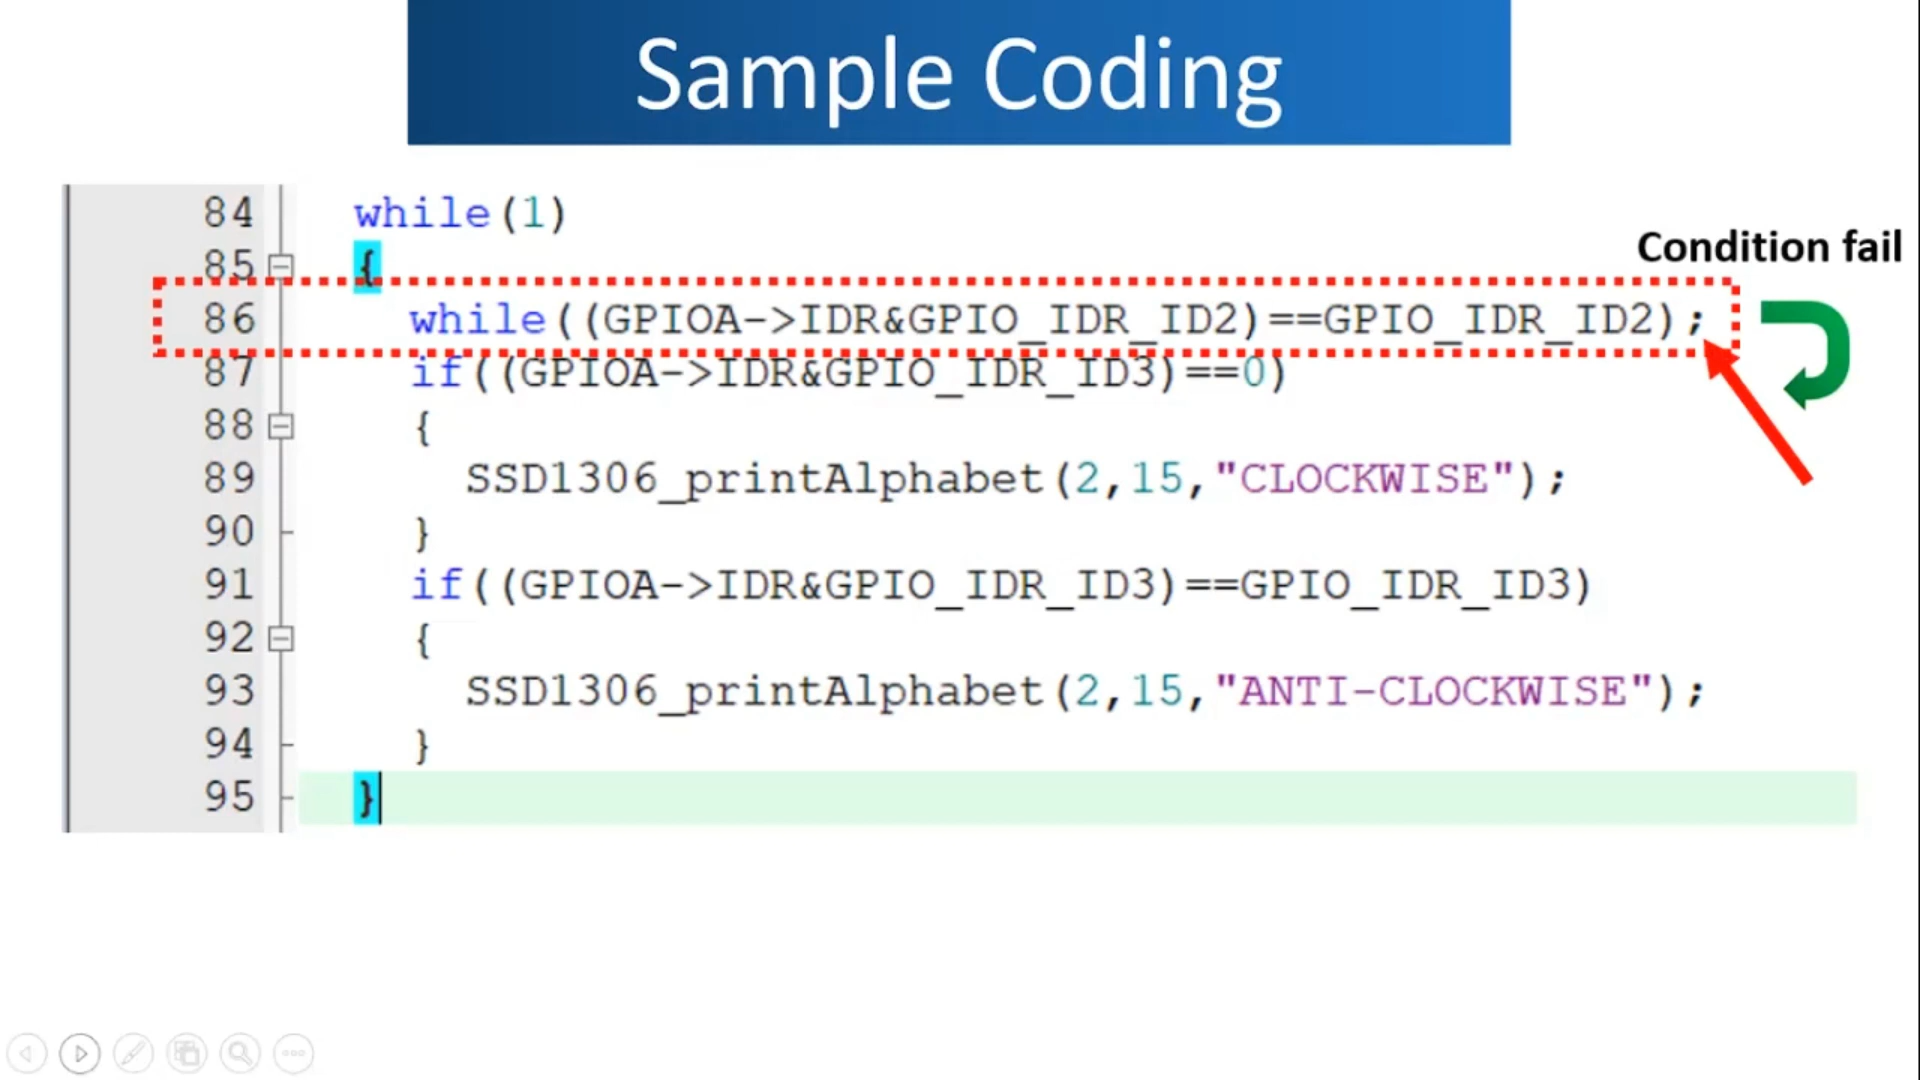 Sample Coding
84 while(1)
Condition fail
85 {
86 while((GPIOA->IDR&GPIO_IDR_ID2)==GPIO_IDR_ID2);
87 if((GPIOA->IDR&GPIO_IDR_ID3)==0)
88 {
89 SSD1306_printAlphabet(2,15,"CLOCKWISE");
90 }
91 if((GPIOA->IDR&GPIO_IDR_ID3)==GPIO_IDR_ID3)
92 {
93 SSD1306_printAlphabet(2,15,"ANTI-CLOCKWISE");
94 }
95 }